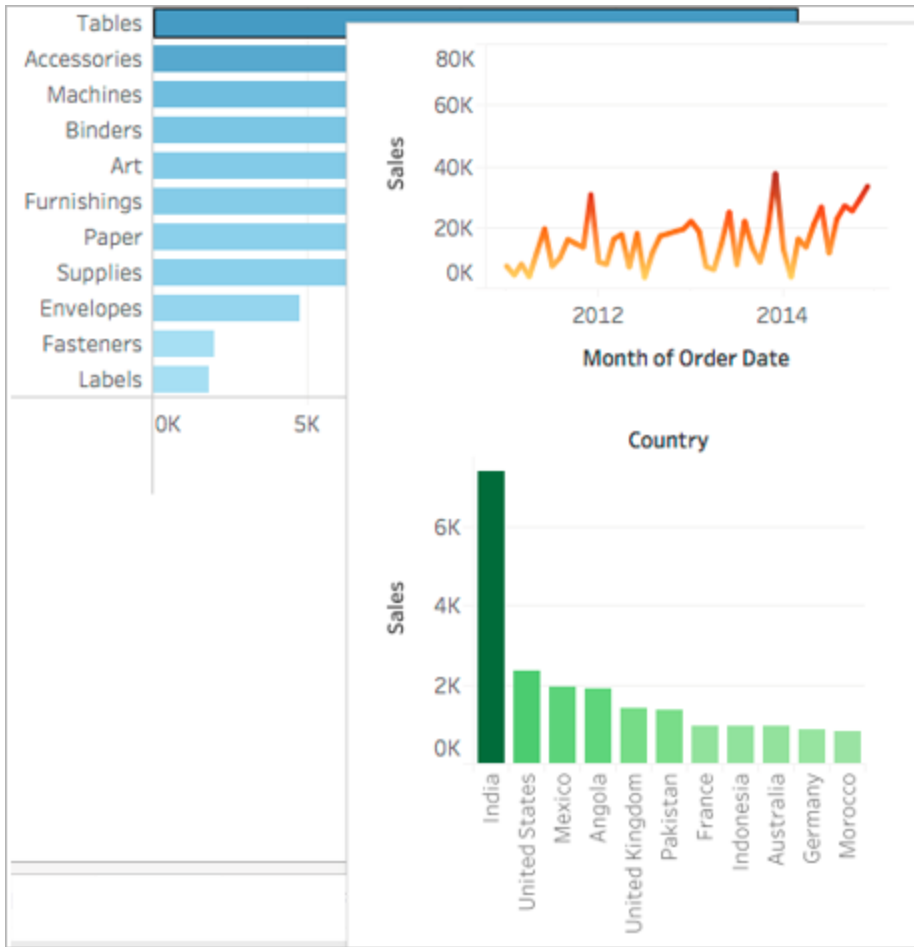 Tables
Accessories
Machines
Binders
Art
Furnishings
Paper
Supplies
Envelopes
Fasteners
Labels
0K
5K
80K
60K
40K
20K
0K
Sales
2012
2014
Month of Order Date
Country
6K
4K
2K
0K
Sales
India
United States
Mexico
Angola
United Kingdom
Pakistan
France
Indonesia
Australia
Germany
Morocco